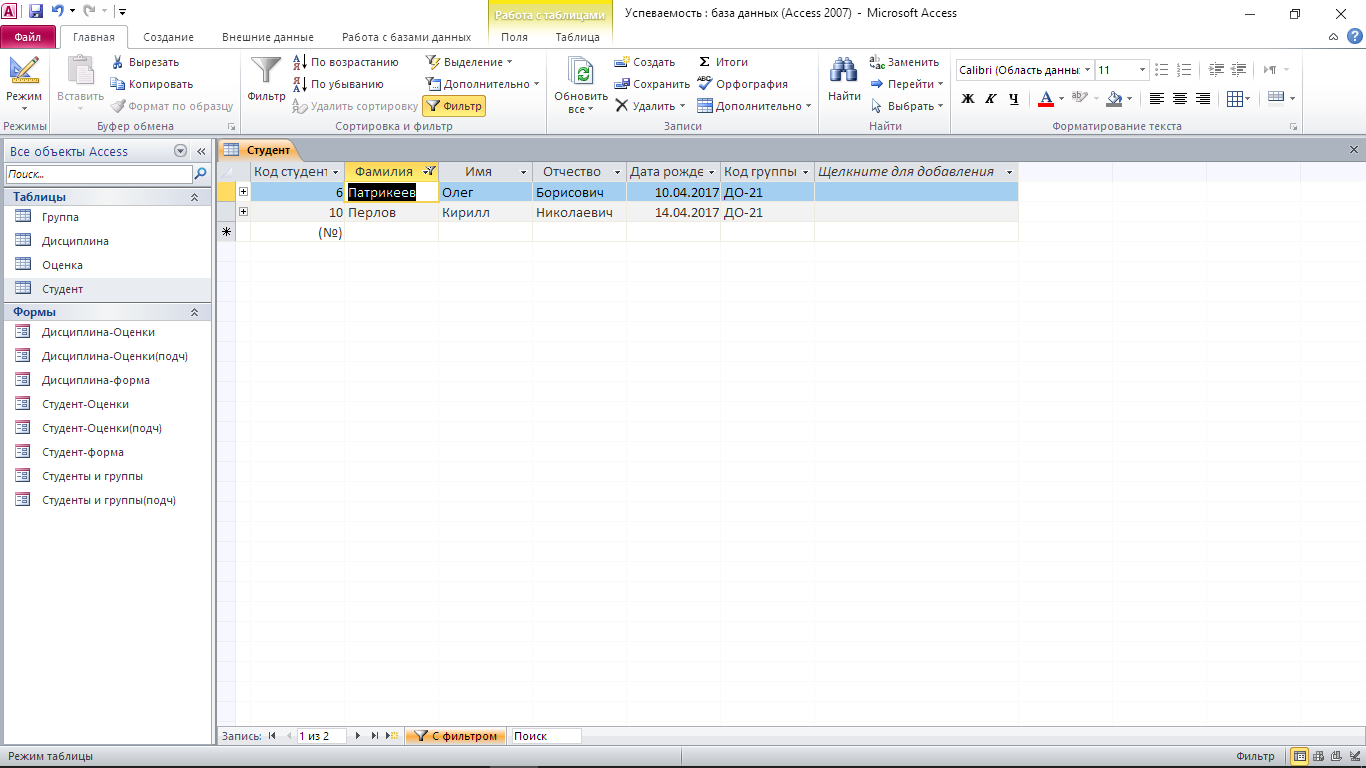 Работа с таблицами
Успеваемость : база данных (Access 2007) - Microsoft Access
Файл Главная Создание Внешние данные Работа с базами данных Поля Таблица
Режим
Режимы
Вставить
Вырезать
Копировать
Формат по образцу
Буфер обмена
Фильтр
По возрастанию
По убыванию
Удалить сортировку
Выделение
Дополнительно
Фильтр
Сортировка и фильтр
Обновить
все
Создать
Сохранить
Удалить
Итоги
Орфография
Дополнительно
Записи
Найти
Заменить
Перейти
Выбрать
Найти
Calibri (Область данны: 11
Ж К Ч А
Форматирование текста
Все объекты Access
Поиск...
Таблицы
Группа
Дисциплина
Оценка
Студент
Формы
Дисциплина-Оценки
Дисциплина-Оценки(подч)
Дисциплина-форма
Студент-Оценки
Студент-Оценки(подч)
Студент-форма
Студенты и группы
Студенты и группы(подч)
Студент
Код студент Фамилия Имя Отчество Дата рожде Код группы Щелкните для добавления
6 Патрикеев Олег Борисович 10.04.2017 ДО-21
10 Перлов Кирилл Николаевич 14.04.2017 ДО-21
(№)
Запись: 1 из 2 С фильтром Поиск
Режим таблицы Фильтр